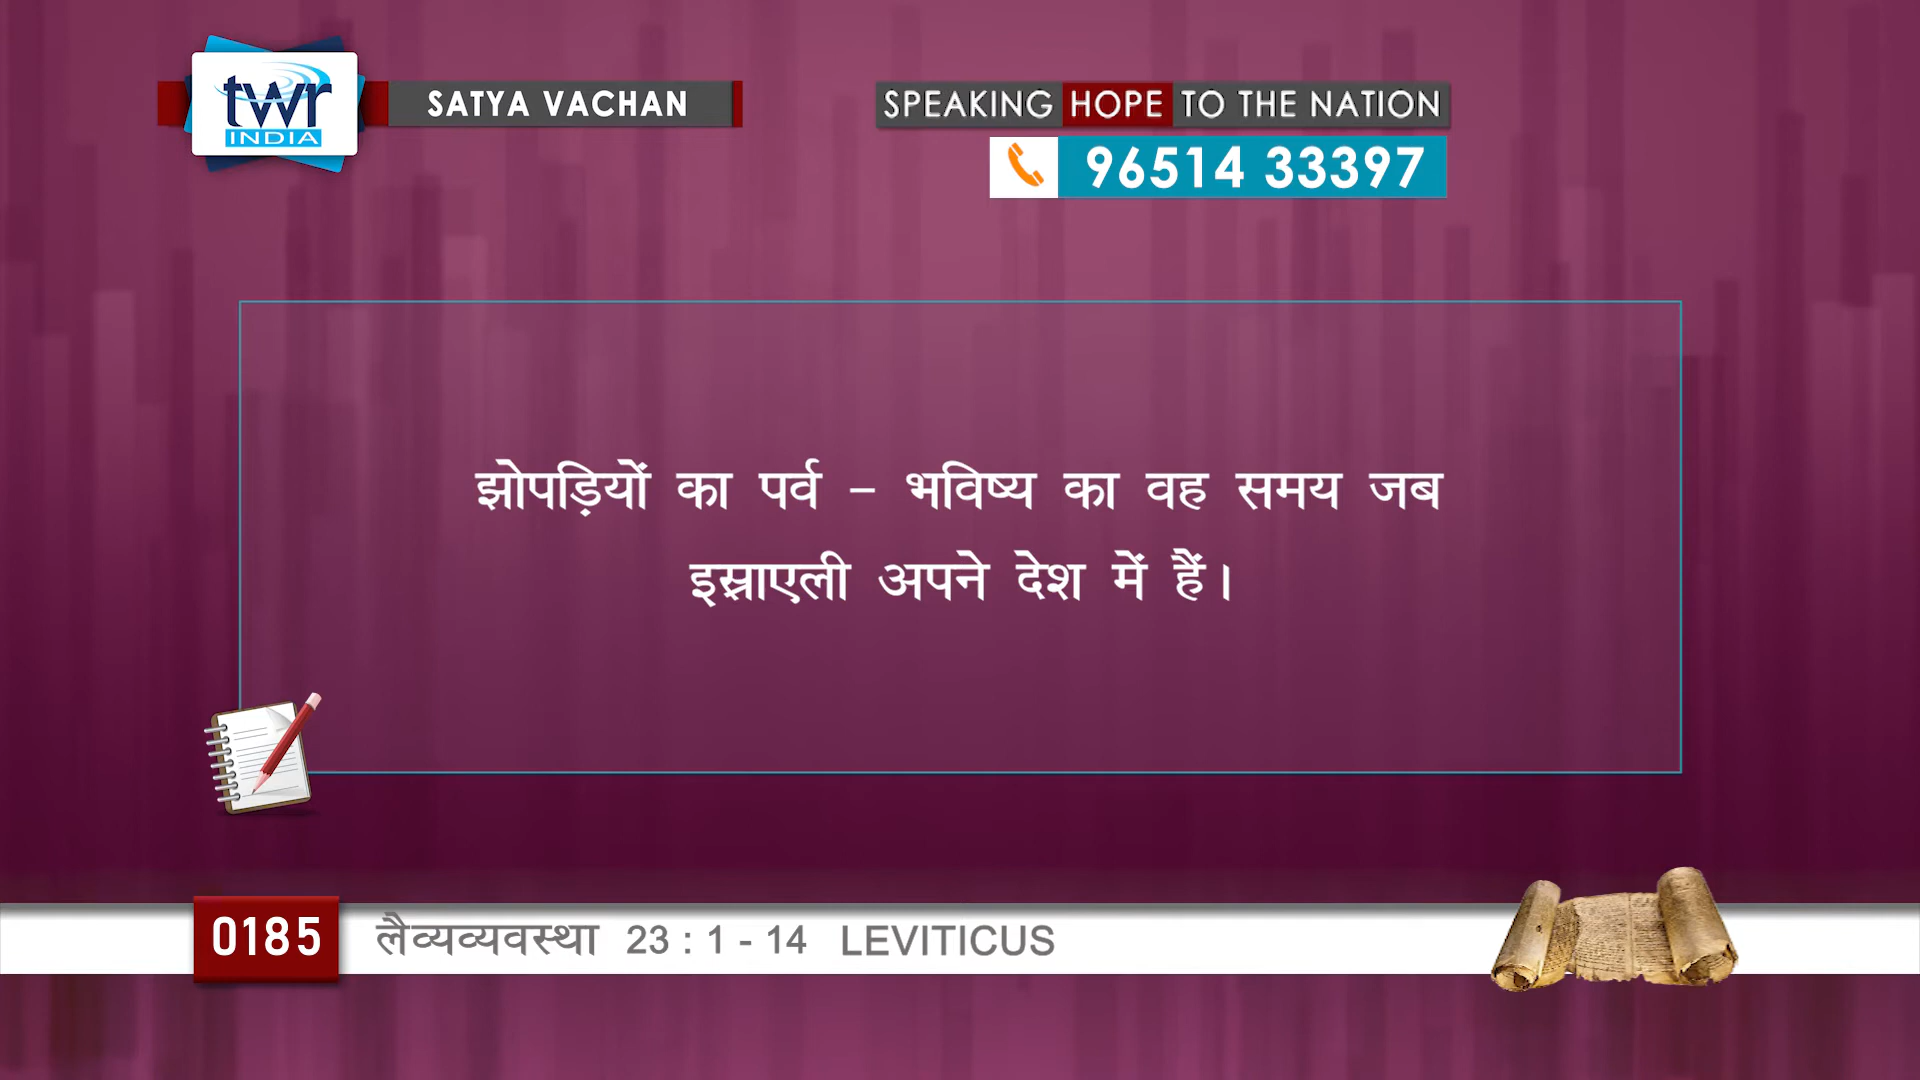 twr
INDIA
SATYA VACHAN
SPEAKING HOPE TO THE NATION
96514 33397
झोपड़ियों का पर्व - भविष्य का वह समय जब
इस्राएली अपने देश में हैं।
0185 लैव्यव्यवस्था 23 : 1 - 14 LEVITICUS